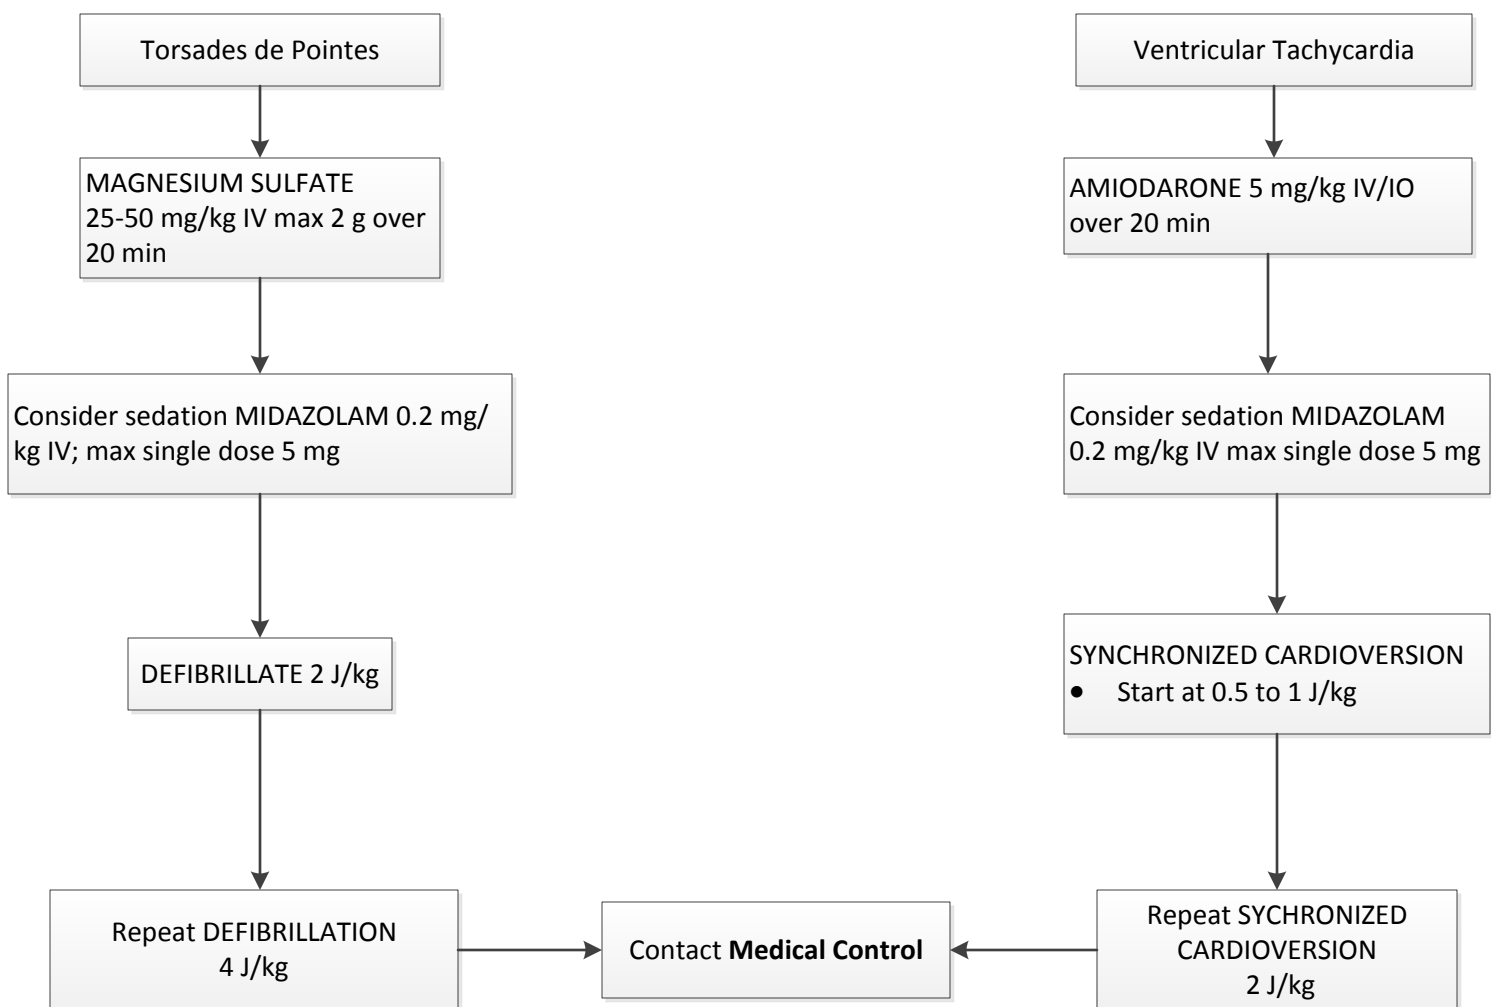 Torsades de Pointes
MAGNESIUM SULFATE
25-50 mg/kg IV max 2 g over
20 min
Consider sedation MIDAZOLAM 0.2 mg/
kg IV; max single dose 5 mg
DEFIBRILLATE 2 J/kg
Repeat DEFIBRILLATION
4 J/kg
Contact Medical Control
Ventricular Tachycardia
AMIODARONE 5 mg/kg IV/IO
over 20 min
Consider sedation MIDAZOLAM
0.2 mg/kg IV max single dose 5 mg
SYNCHRONIZED CARDIOVERSION
• Start at 0.5 to 1 J/kg
Repeat SYCHRONIZED
CARDIOVERSION
2 J/kg